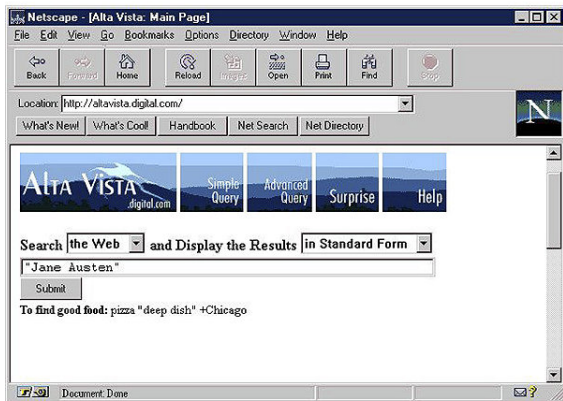 Netscape - [Alta Vista: Main Page]
File Edit View Go Bookmarks Options Directory Window Help
Back Forward Home Reload Images Open Print Find Stop
Location: http://altavista.digital.com/
What's New! What's Cool! Handbook Net Search Net Directory
N
ALTA VISTA .digital.com Simple Query Advanced Query Surprise Help
Search the Web and Display the Results in Standard Form
"Jane Austen"
Submit
To find good food: pizza "deep dish" +Chicago
Document: Done
?